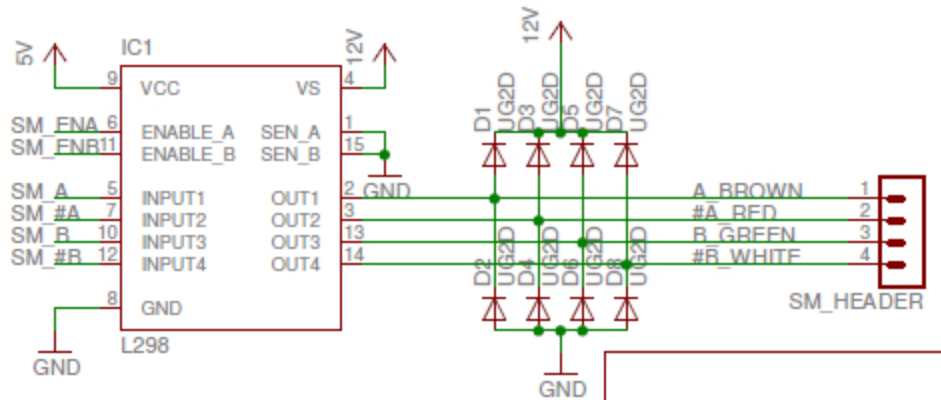 5V
IC1
12V
12V
9 VCC VS 4
D1 UG2D D3 UG2D D5 UG2D D7 UG2D
SM_ENA 6 ENABLE_A SEN_A 1
SM_ENB 11 ENABLE_B SEN_B 15
GND
SM_A 5 INPUT1 OUT1 2 A_BROWN 1
SM_#A 7 INPUT2 OUT2 3 #A_RED 2
SM_B 10 INPUT3 OUT3 13 B_GREEN 3
SM_#B 12 INPUT4 OUT4 14 #B_WHITE 4
D2 UG2D D4 UG2D D6 UG2D D8 UG2D
8 GND
SM_HEADER
L298
GND
GND